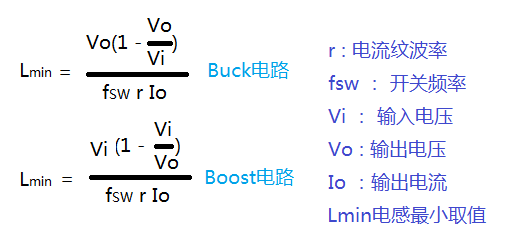 Lmin = Vo(1 - Vo/Vi) / fsw r Io Buck电路
Lmin = Vi (1 - Vi/Vo) / fsw r Io Boost电路
r : 电流纹波率
fsw : 开关频率
Vi : 输入电压
Vo : 输出电压
Io : 输出电流
Lmin电感最小取值